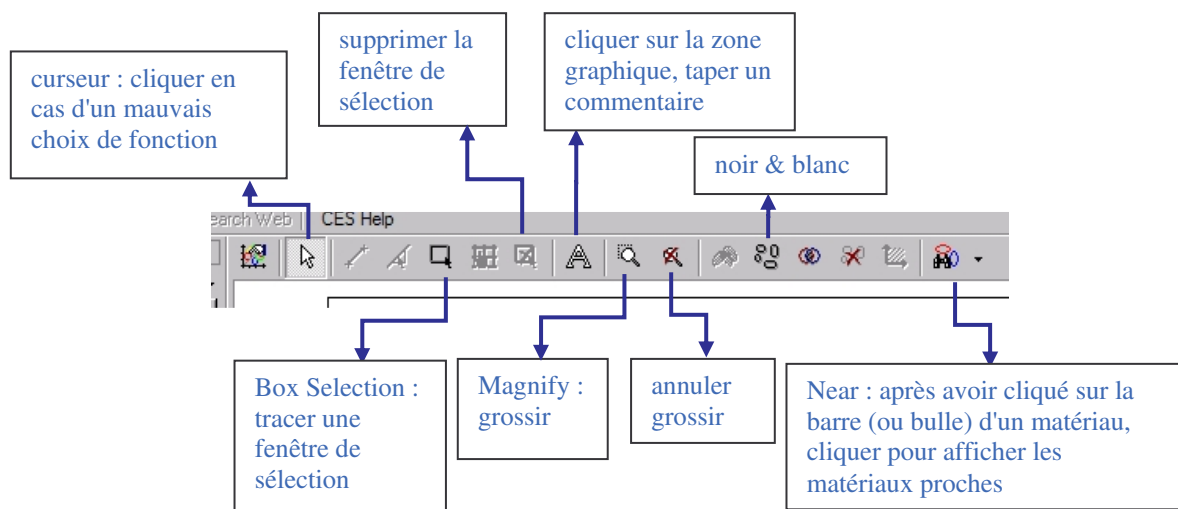 supprimer la
fenêtre de
sélection
cliquer sur la zone
graphique, taper un
commentaire
curseur : cliquer en
cas d'un mauvais
choix de fonction
noir & blanc
earch Web | CES Help
Box Selection :
tracer une
fenêtre de
sélection
Magnify :
grossir
annuler
grossir
Near : après avoir cliqué sur la
barre (ou bulle) d'un matériau,
cliquer pour afficher les
matériaux proches